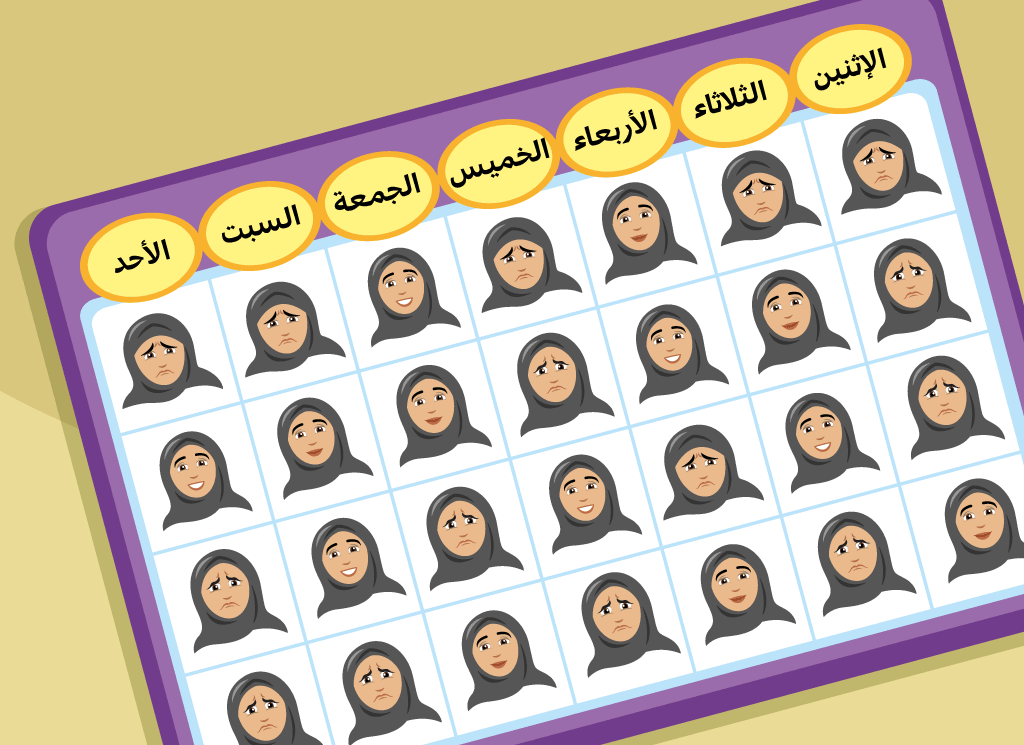 الإثنين
الثلاثاء
الأربعاء
الخميس
الجمعة
السبت
الأحد